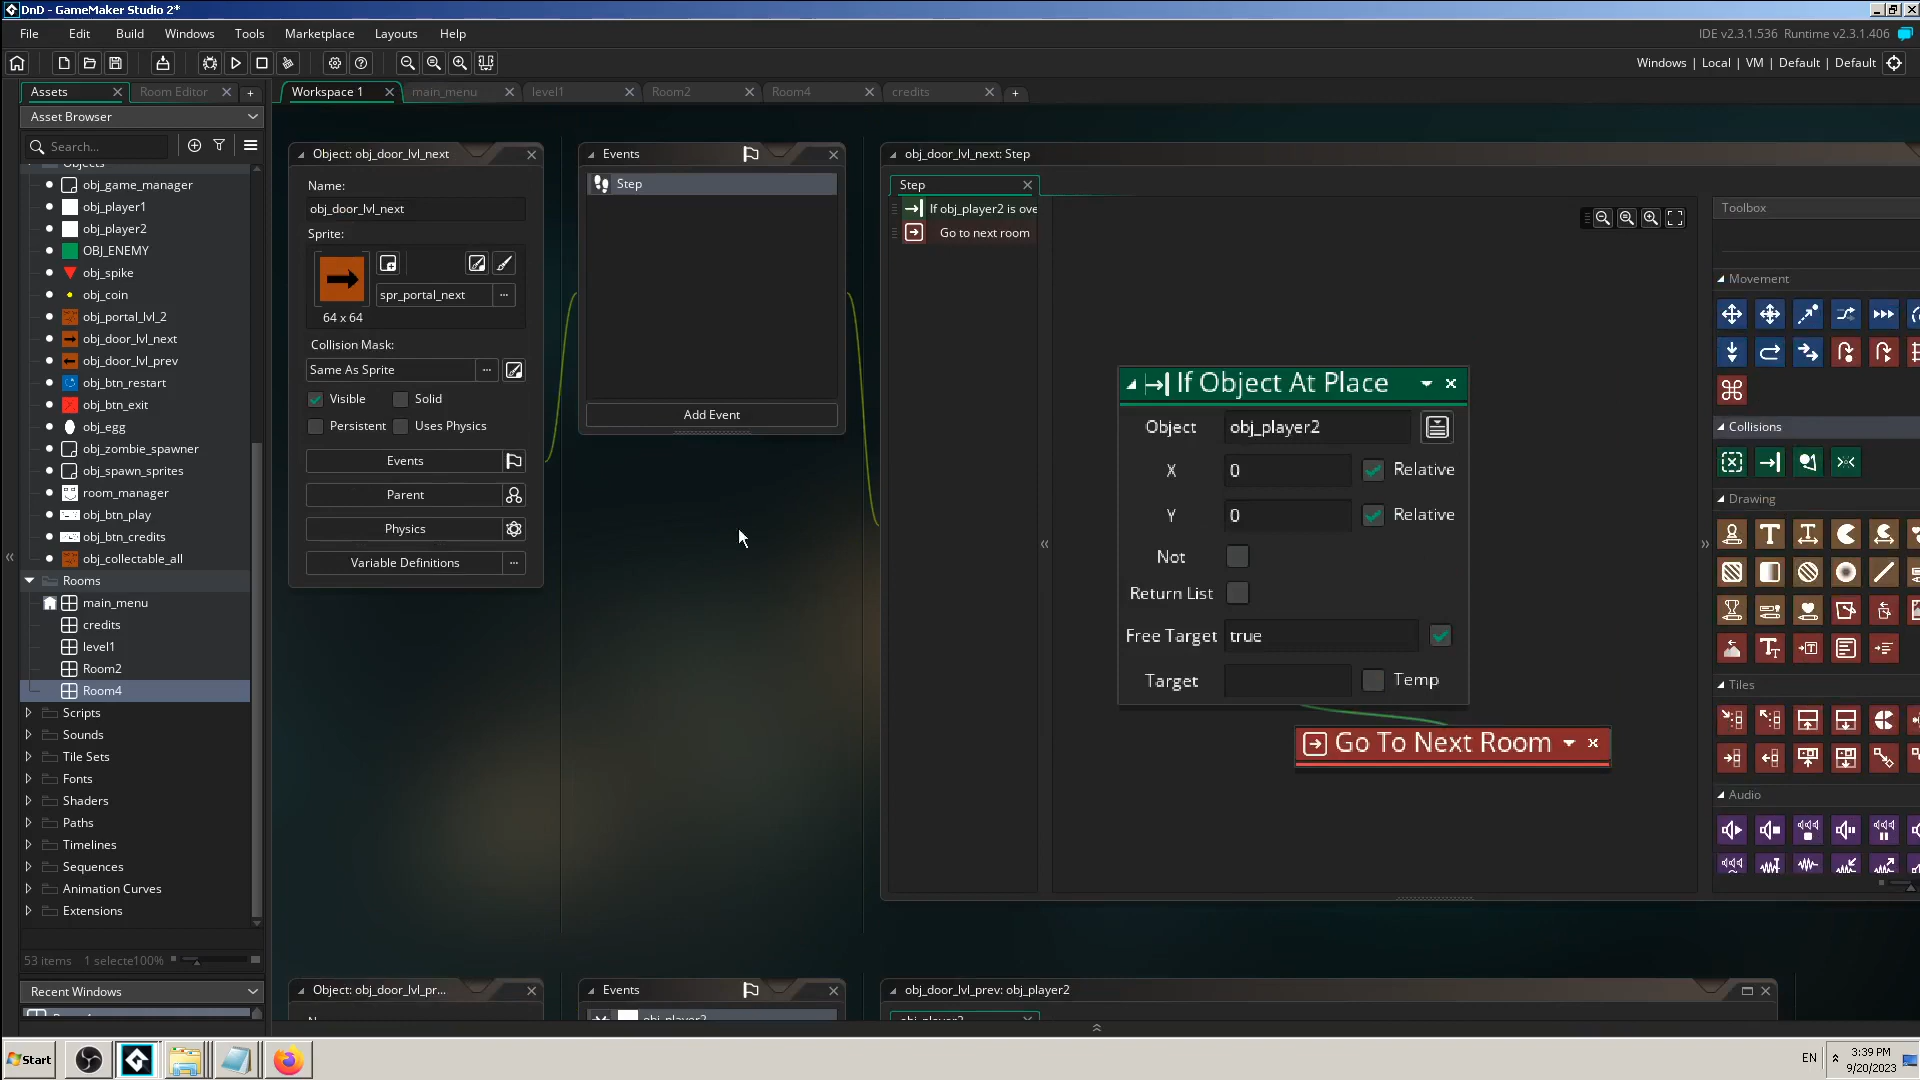 DnD - GameMaker Studio 2*
File Edit Build Windows Tools Marketplace Layouts Help
IDE v2.3.1.536 Runtime v2.3.1.406
Windows | Local | VM | Default | Default
Assets
Room Editor
Workspace 1
main_menu
level1
Room2
Room4
credits
Asset Browser
Search...
Objects
obj_game_manager
obj_player1
obj_player2
OBJ_ENEMY
obj_spike
obj_coin
obj_portal_lvl_2
obj_door_lvl_next
obj_door_lvl_prev
obj_btn_restart
obj_btn_exit
obj_egg
obj_zombie_spawner
obj_spawn_sprites
room_manager
obj_btn_play
obj_btn_credits
obj_collectable_all
Rooms
main_menu
credits
level1
Room2
Room4
Scripts
Sounds
Tile Sets
Fonts
Shaders
Paths
Timelines
Sequences
Animation Curves
Extensions
53 items 1 selecte100%
Recent Windows
Object: obj_door_lvl_next
Name:
obj_door_lvl_next
Sprite:
spr_portal_next
64 x 64
Collision Mask:
Same As Sprite
Visible
Solid
Persistent
Uses Physics
Events
Parent
Physics
Variable Definitions
Events
Step
Add Event
obj_door_lvl_next: Step
Step
If obj_player2 is ove
Go to next room
If Object At Place
Object obj_player2
X 0 Relative
Y 0 Relative
Not
Return List
Free Target true
Target Temp
Go To Next Room
Toolbox
Movement
Collisions
Drawing
Tiles
Audio
Object: obj_door_lvl_pr...
Events
obj_player2
obj_door_lvl_prev: obj_player2
obj_player2
Start
EN
3:39 PM
9/20/2023